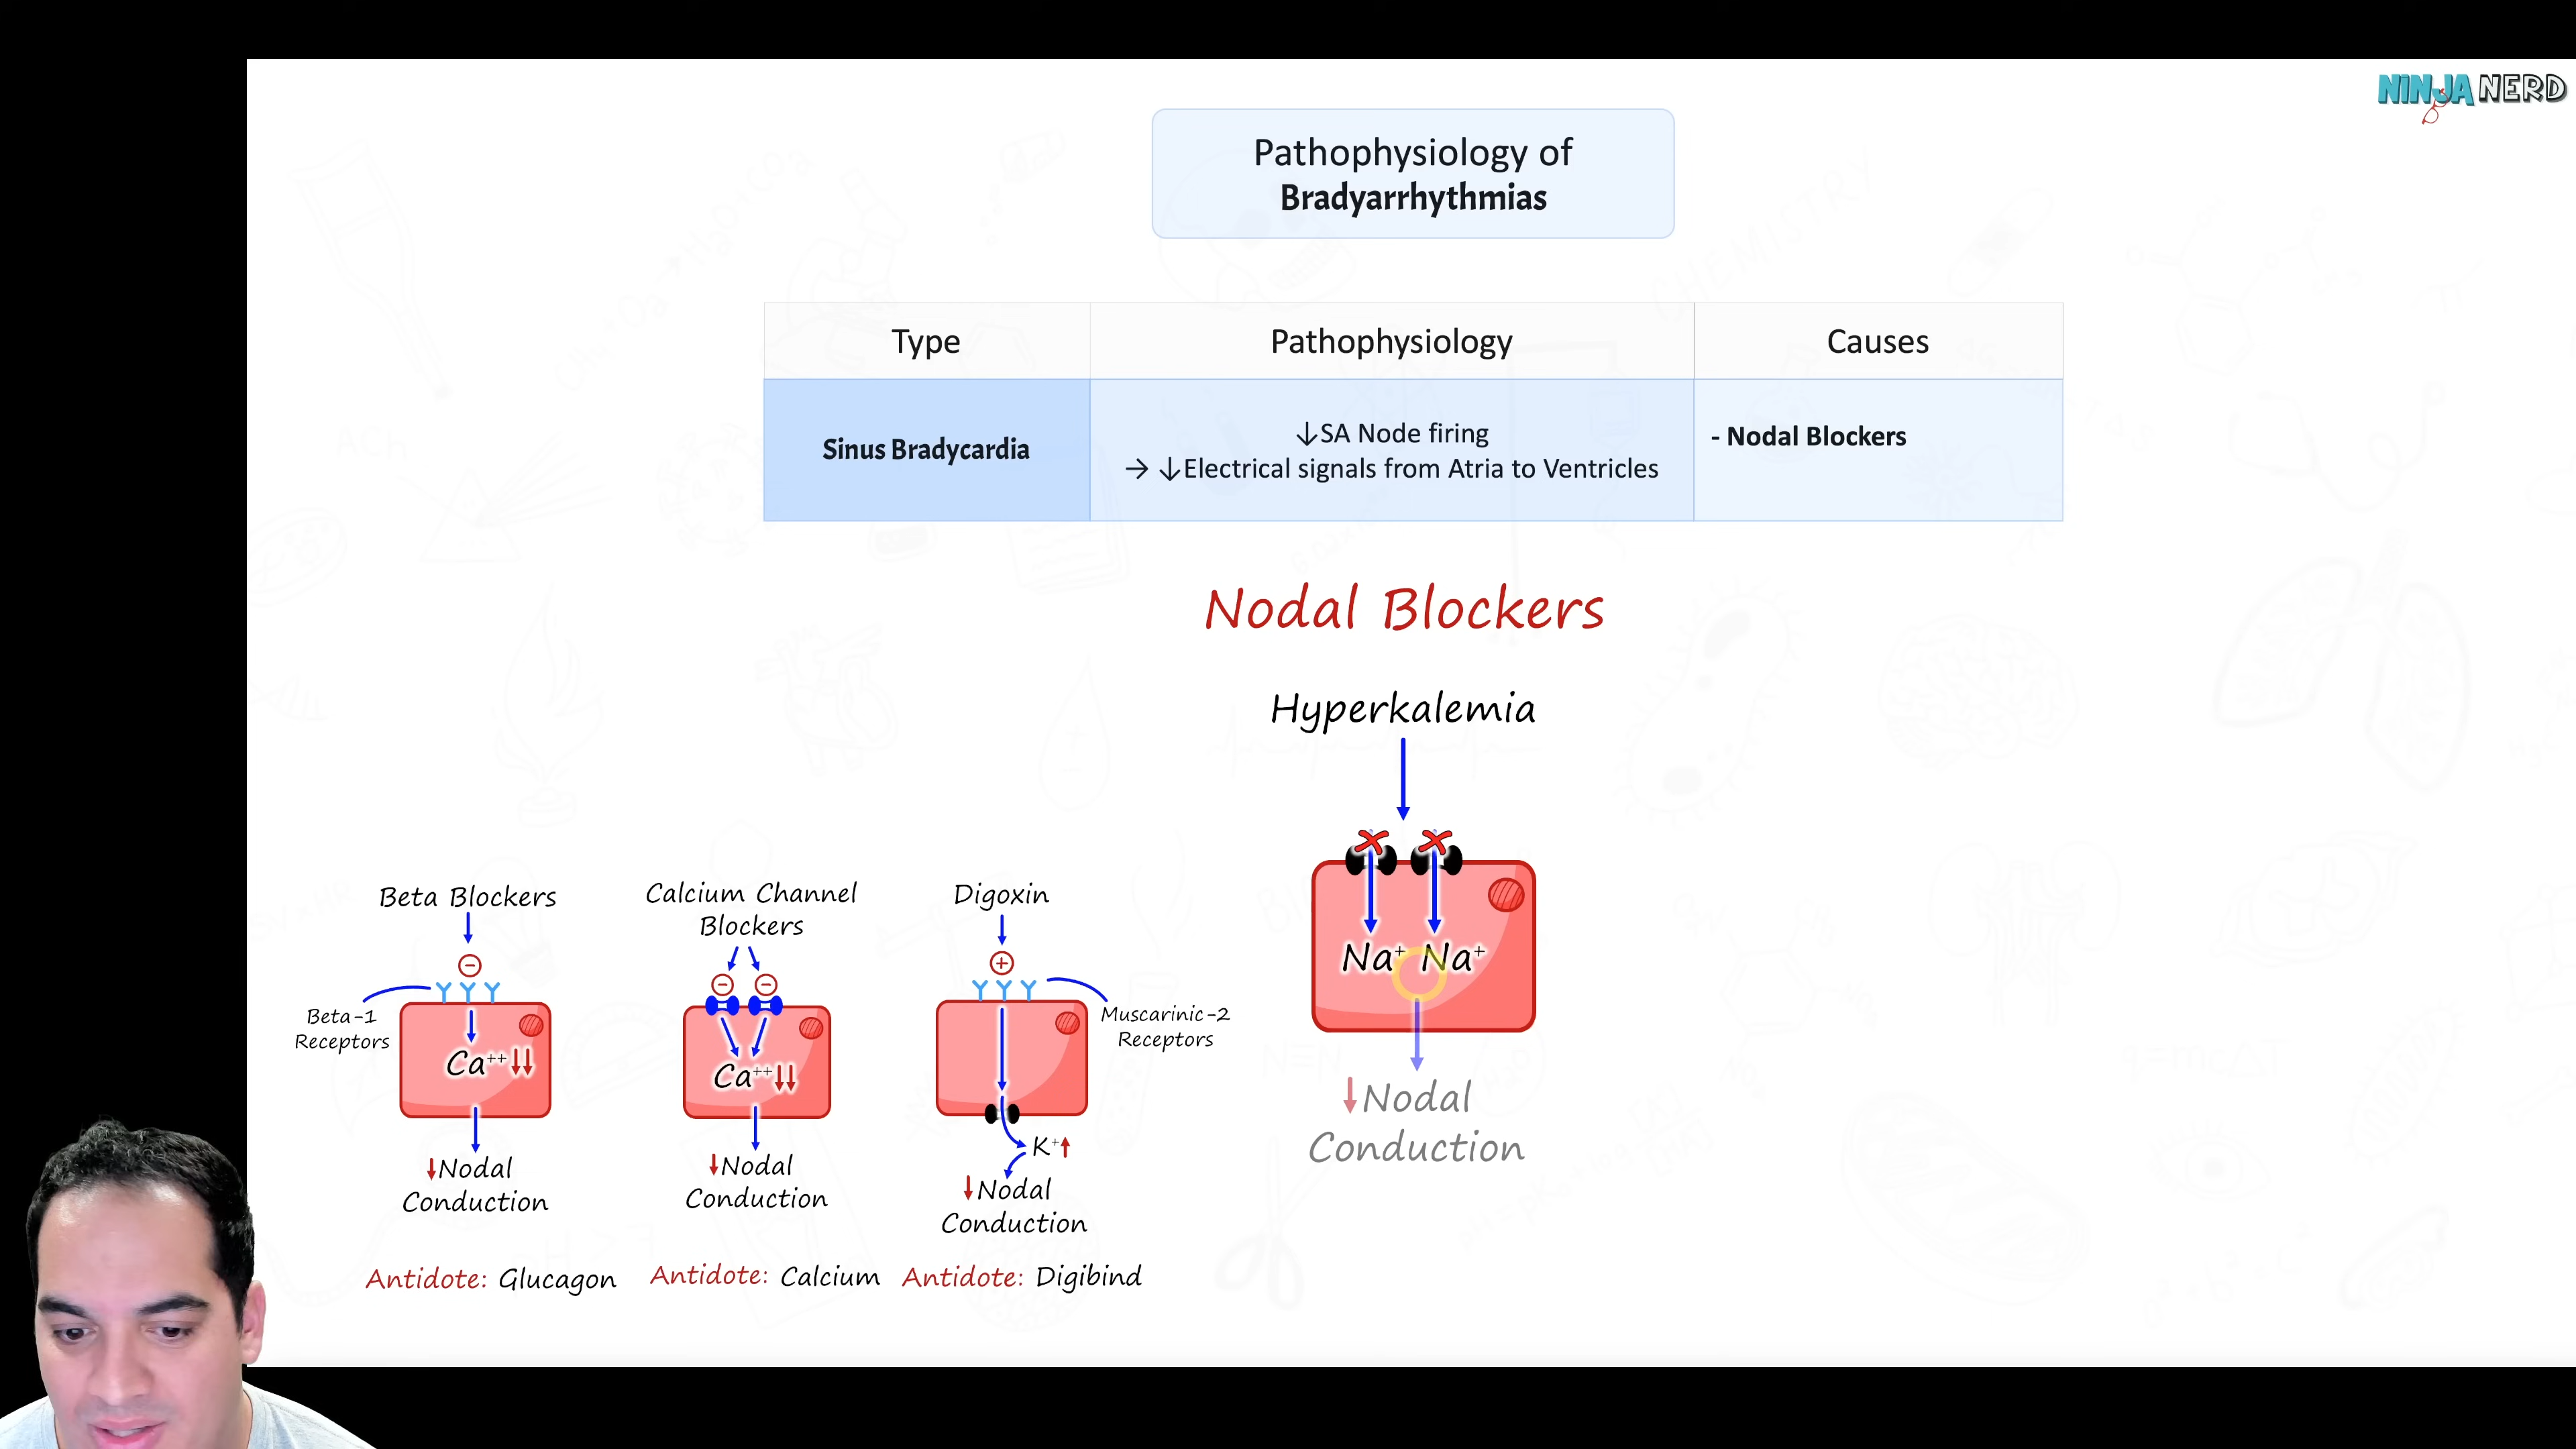 NINJA NERD
Pathophysiology of
Bradyarrhythmias
Type
Pathophysiology
Causes
Sinus Bradycardia
↓SA Node firing
→ ↓Electrical signals from Atria to Ventricles
- Nodal Blockers
Nodal Blockers
Hyperkalemia
Na+ Na+
↓Nodal
Conduction
Beta Blockers
Beta-1
Receptors
Ca++↓↓
↓Nodal
Conduction
Antidote: Glucagon
Calcium Channel
Blockers
Ca++↓↓
↓Nodal
Conduction
Antidote: Calcium
Digoxin
Muscarinic-2
Receptors
K+↑
↓Nodal
Conduction
Antidote: Digibind
CHEMISTRY
ACh